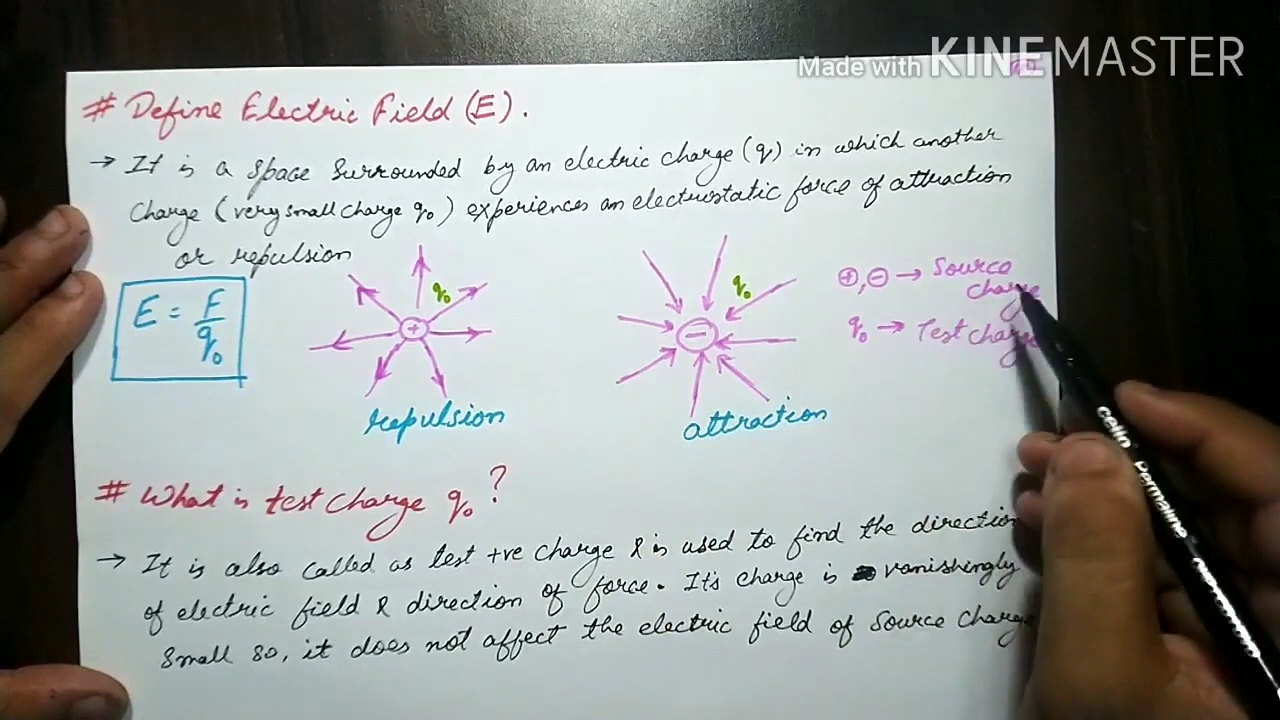 Made with KINEMASTER
# Define Electric Field (E).
→ It is a space surrounded by an electric charge (q) in which another
charge (very small charge q₀) experiences an electrostatic force of attraction
or repulsion
E = F/q₀
q₀
+
repulsion
q₀
−
attraction
⊕, ⊖ → Source
charge
q₀ → Test charge
# What is test charge q₀?
→ It is also called as test +ve charge & is used to find the direction
of electric field & direction of force. It's charge is vanishingly
small so, it does not affect the electric field of source charge
cello Permaline